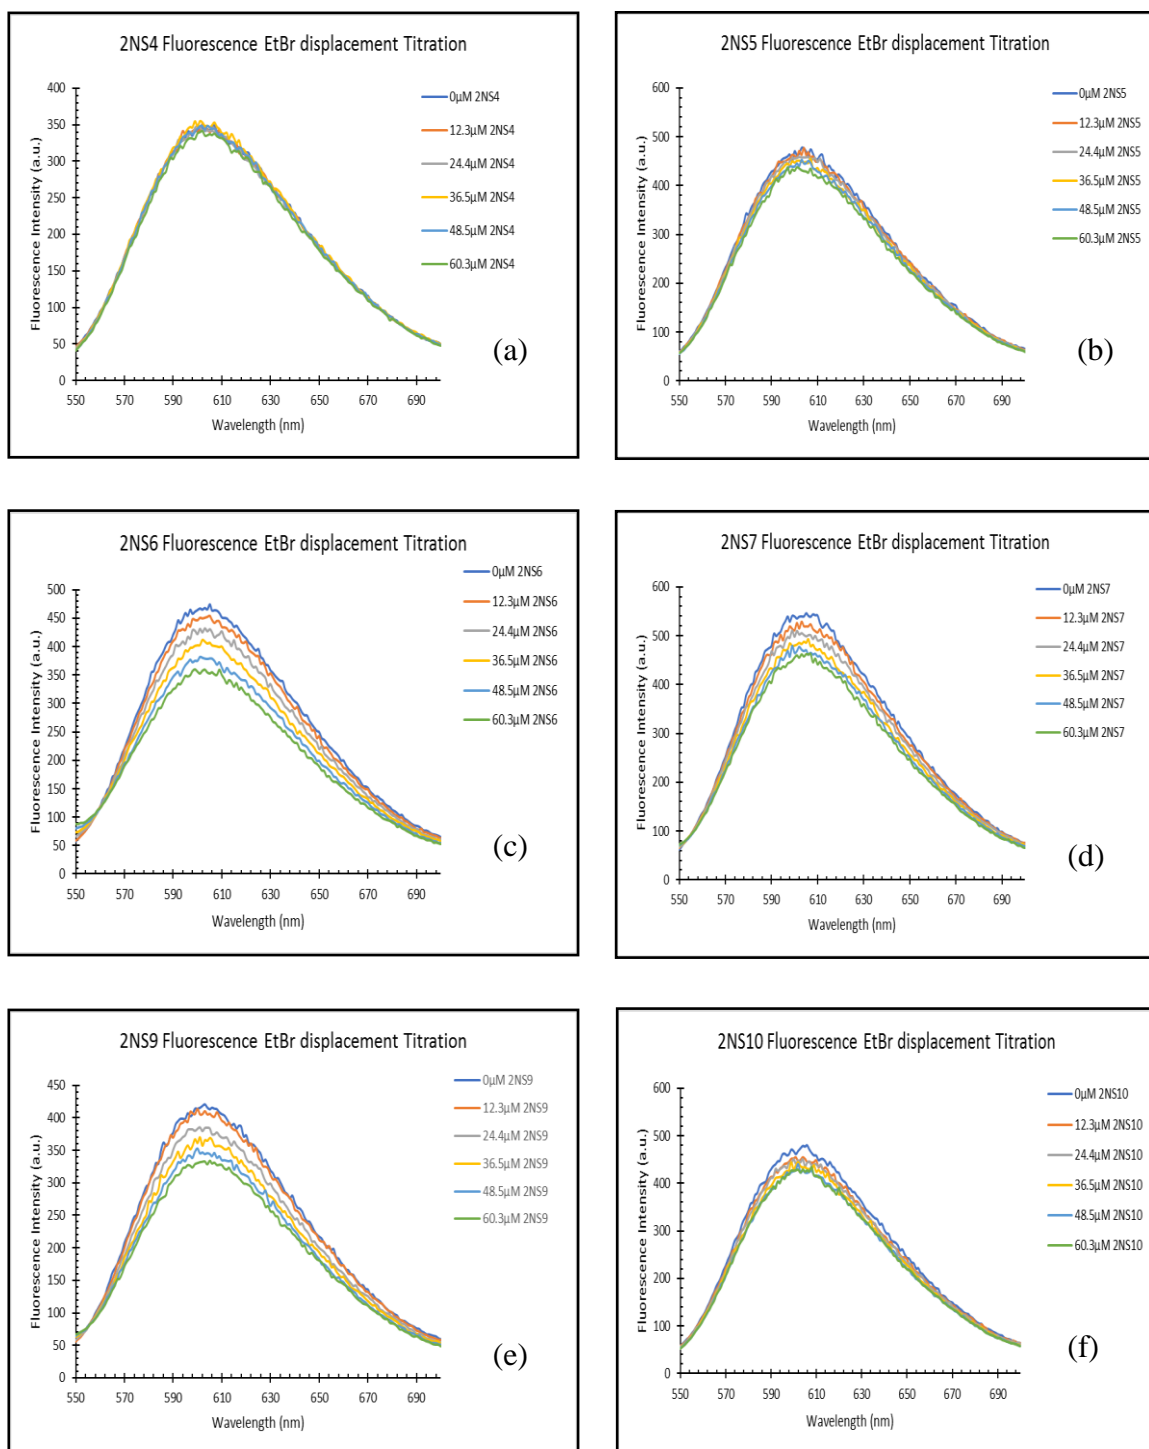 2NS4 Fluorescence EtBr displacement Titration
Fluorescence Intensity (a.u.)
400
350
300
250
200
150
100
50
0
550 570 590 610 630 650 670 690
Wavelength (nm)
0µM 2NS4
12.3µM 2NS4
24.4µM 2NS4
36.5µM 2NS4
48.5µM 2NS4
60.3µM 2NS4
(a)
2NS5 Fluorescence EtBr displacement Titration
Fluorescence Intensity (a.u.)
600
500
400
300
200
100
0
550 570 590 610 630 650 670 690
Wavelength (nm)
0µM 2NS5
12.3µM 2NS5
24.4µM 2NS5
36.5µM 2NS5
48.5µM 2NS5
60.3µM 2NS5
(b)
2NS6 Fluorescence EtBr displacement Titration
Fluorescence Intensity (a.u.)
500
450
400
350
300
250
200
150
100
50
0
550 570 590 610 630 650 670 690
Wavelength (nm)
0µM 2NS6
12.3µM 2NS6
24.4µM 2NS6
36.5µM 2NS6
48.5µM 2NS6
60.3µM 2NS6
(c)
2NS7 Fluorescence EtBr displacement Titration
Fluorescence Intensity (a.u.)
600
500
400
300
200
100
0
550 570 590 610 630 650 670 690
Wavelength (nm)
0µM 2NS7
12.3µM 2NS7
24.4µM 2NS7
36.5µM 2NS7
48.5µM 2NS7
60.3µM 2NS7
(d)
2NS9 Fluorescence EtBr displacement Titration
Fluorescence Intensity (a.u.)
450
400
350
300
250
200
150
100
50
0
550 570 590 610 630 650 670 690
Wavelength (nm)
0µM 2NS9
12.3µM 2NS9
24.4µM 2NS9
36.5µM 2NS9
48.5µM 2NS9
60.3µM 2NS9
(e)
2NS10 Fluorescence EtBr displacement Titration
Fluorescence Intensity (a.u.)
600
500
400
300
200
100
0
550 570 590 610 630 650 670 690
Wavelength (nm)
0µM 2NS10
12.3µM 2NS10
24.4µM 2NS10
36.5µM 2NS10
48.5µM 2NS10
60.3µM 2NS10
(f)